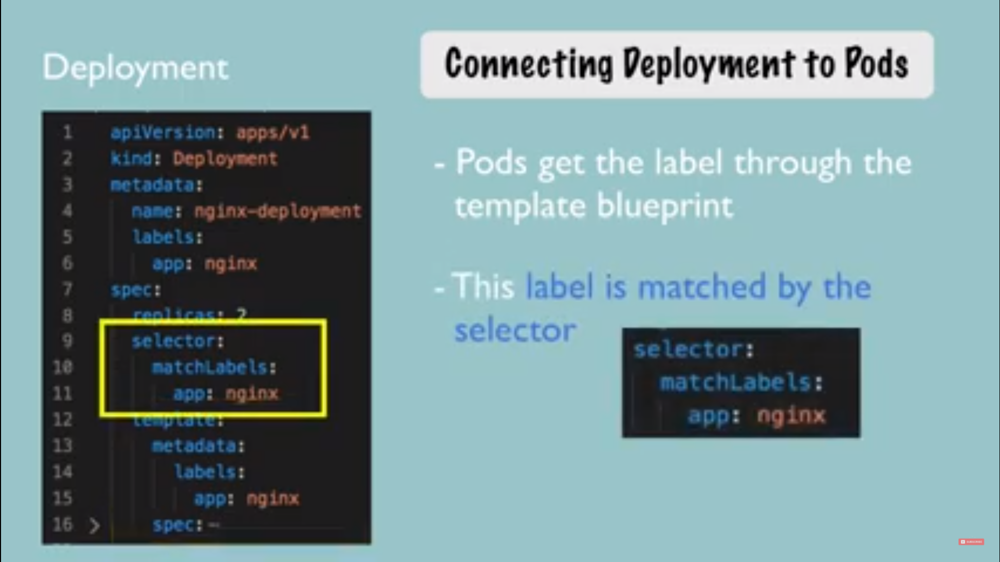 Deployment
Connecting Deployment to Pods
1 apiVersion: apps/v1
2 kind: Deployment
3 metadata:
4 name: nginx-deployment
5 labels:
6 app: nginx
7 spec:
8 replicas: 2
9 selector:
10 matchLabels:
11 app: nginx
12 template:
13 metadata:
14 labels:
15 app: nginx
16 > spec:
- Pods get the label through the
template blueprint
- This label is matched by the
selector
selector:
matchLabels:
app: nginx
SUBSCRIBE